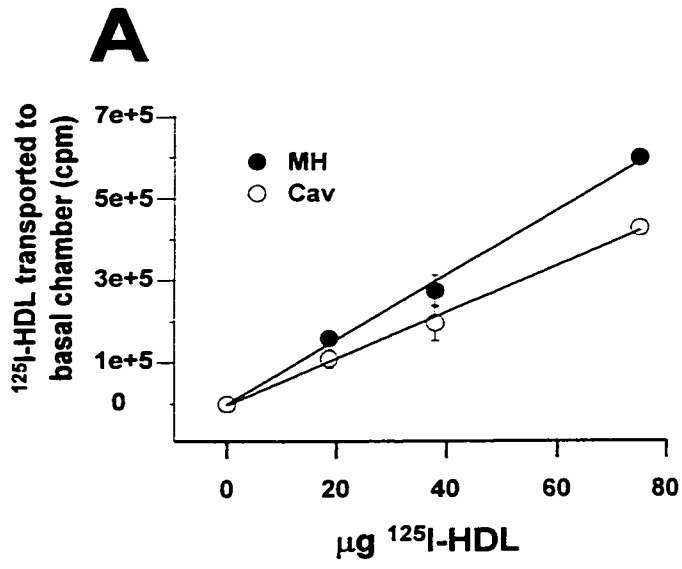 A
¹²⁵I-HDL transported to
basal chamber (cpm)
7e+5
5e+5
3e+5
1e+5
0
MH
Cav
0 20 40 60 80
µg ¹²⁵I-HDL